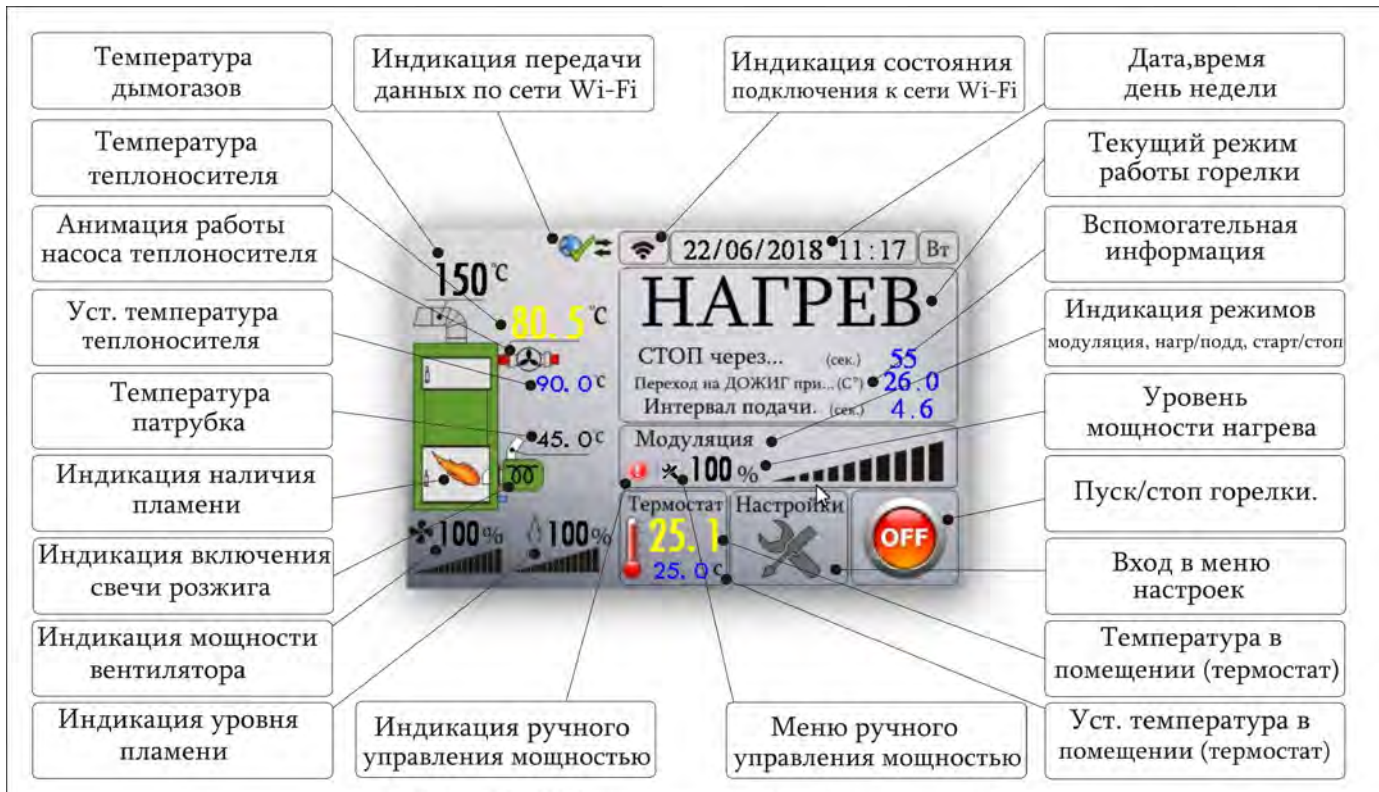 Температура
дымогазов
Температура
теплоносителя
Анимация работы
насоса теплоносителя
Уст. температура
теплоносителя
Температура
патрубка
Индикация наличия
пламени
Индикация включения
свечи розжига
Индикация мощности
вентилятора
Индикация уровня
пламени
Индикация передачи
данных по сети Wi-Fi
Индикация состояния
подключения к сети Wi-Fi
150°C
80.5°C
90.0°C
45.0°C
100%
100%
22/06/2018 11:17 Вт
НАГРЕВ
СТОП через... (сек.) 55
Переход на ДОЖИГ при...(C°) 26.0
Интервал подачи. (сек.) 4.6
Модуляция
100%
Термостат
25.1
25.0°C
Настройки
OFF
Индикация ручного
управления мощностью
Меню ручного
управления мощностью
Дата,время
день недели
Текущий режим
работы горелки
Вспомогательная
информация
Индикация режимов
модуляция, нагр/подд, старт/стоп
Уровень
мощности нагрева
Пуск/стоп горелки.
Вход в меню
настроек
Температура в
помещении (термостат)
Уст. температура в
помещении (термостат)